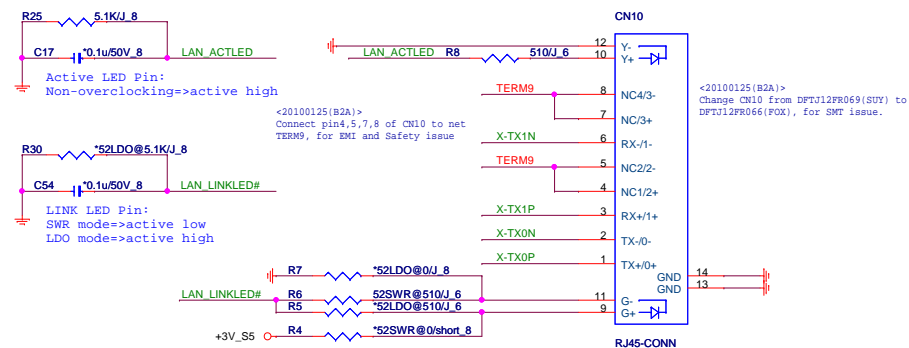 R25 5.1K/J_8
C17 *0.1u/50V_8 LAN_ACTLED
Active LED Pin:
Non-overclocking=>active high
R30 *52LDO@5.1K/J_8
C54 *0.1u/50V_8 LAN_LINKLED#
LINK LED Pin:
SWR mode=>active low
LDO mode=>active high
<20100125(B2A)>
Connect pin4,5,7,8 of CN10 to net
TERM9, for EMI and Safety issue
CN10
12 Y-
LAN_ACTLED R8 510/J_6 10 Y+
TERM9 8 NC4/3-
7 NC/3+
X-TX1N 6 RX-/1-
TERM9 5 NC2/2-
4 NC1/2+
X-TX1P 3 RX+/1+
X-TX0N 2 TX-/0-
X-TX0P 1 TX+/0+
GND 14
GND 13
R7 *52LDO@0/J_8
LAN_LINKLED# R6 52SWR@510/J_6 11 G-
R5 *52LDO@510/J_6 9 G+
+3V_S5 R4 *52SWR@0/short_8
RJ45-CONN
<20100125(B2A)>
Change CN10 from DFTJ12FR069(SUY) to
DFTJ12FR066(FOX), for SMT issue.